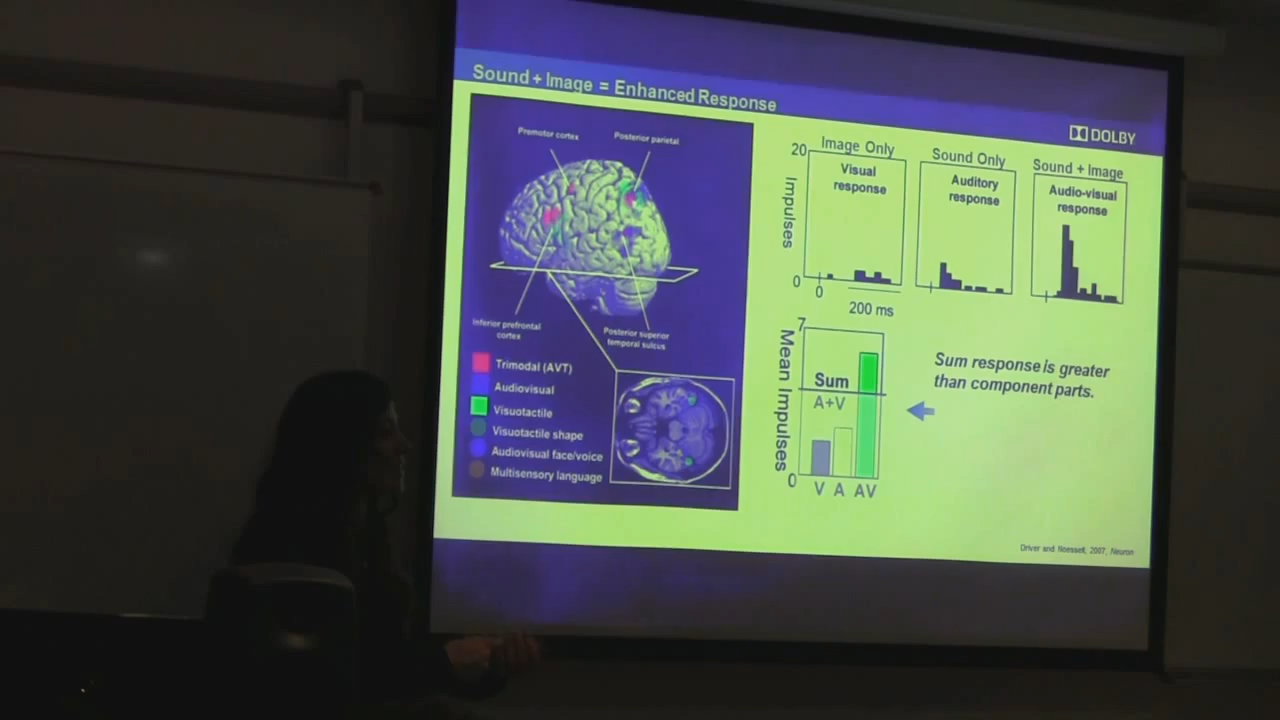 Sound + Image = Enhanced Response
DOLBY
Premotor cortex
Posterior parietal
Inferior prefrontal
cortex
Posterior superior
temporal sulcus
Trimodal (AVT)
Audiovisual
Visuotactile
Visuotactile shape
Audiovisual face/voice
Multisensory language
Image Only
Sound Only
Sound + Image
20
Visual
response
Auditory
response
Audio-visual
response
Impulses
0
0
200 ms
7
Mean Impulses
Sum
A+V
0
V A AV
Sum response is greater
than component parts.
Driver and Noesselt, 2007, Neuron